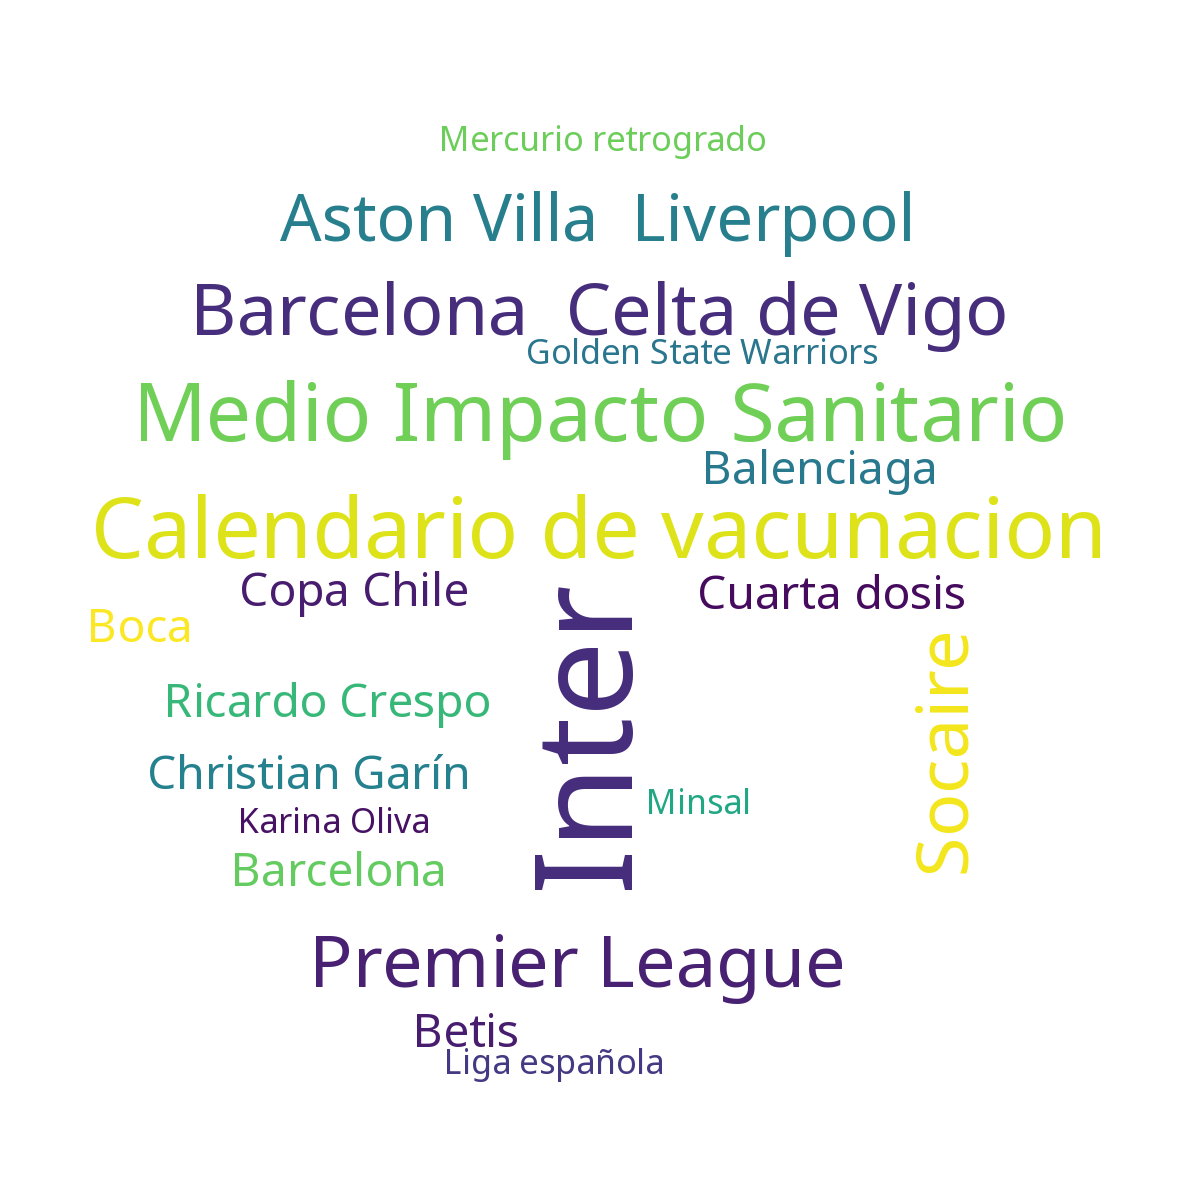 Mercurio retrogrado
Aston Villa  Liverpool
Barcelona  Celta de Vigo
Golden State Warriors
Medio Impacto Sanitario
Balenciaga
Calendario de vacunacion
Copa Chile
Cuarta dosis
Boca
Inter
Socaire
Ricardo Crespo
Christian Garín
Minsal
Karina Oliva
Barcelona
Premier League
Betis
Liga española